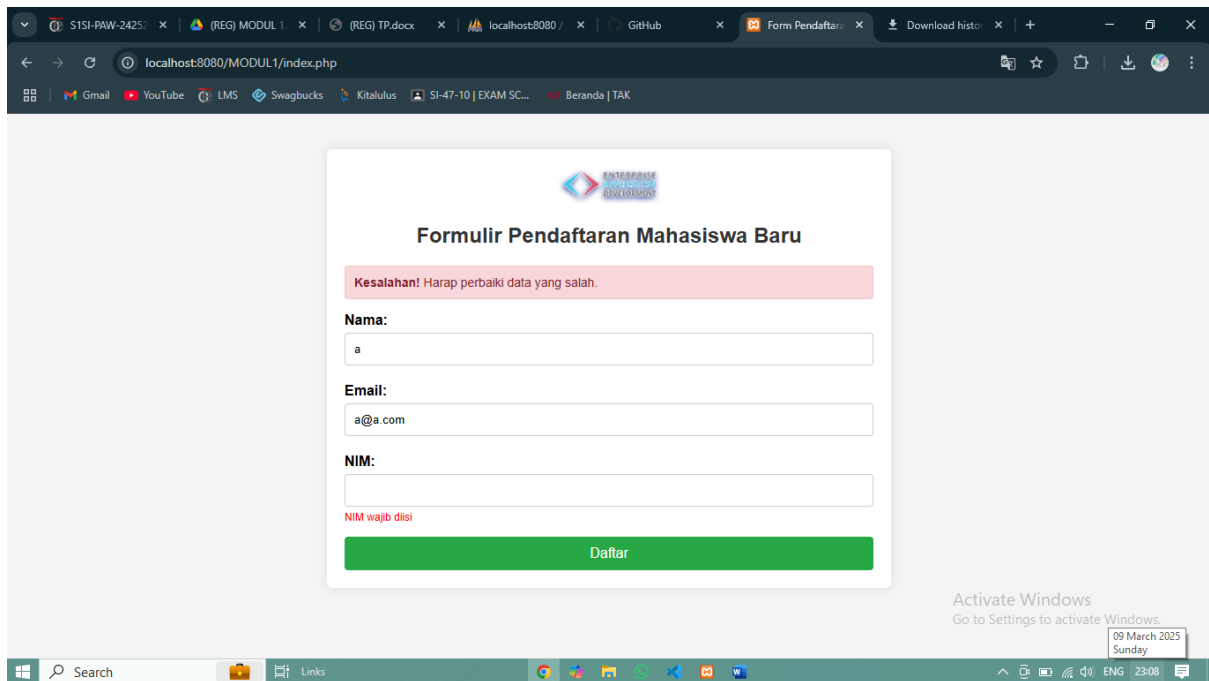 S1SI-PAW-24252
(REG) MODUL 1.
(REG) TP.docx
localhost:8080 /
GitHub
Form Pendaftara
Download histor
localhost:8080/MODUL1/index.php
Gmail
YouTube
LMS
Swagbucks
Kitalulus
SI-47-10 | EXAM SC...
Beranda | TAK
ENTERPRISE
DEVELOPMENT
Formulir Pendaftaran Mahasiswa Baru
Kesalahan! Harap perbaiki data yang salah.
Nama:
a
Email:
a@a.com
NIM:
NIM wajib diisi
Daftar
Activate Windows
Go to Settings to activate Windows.
09 March 2025
Sunday
Search
Links
ENG
23:08